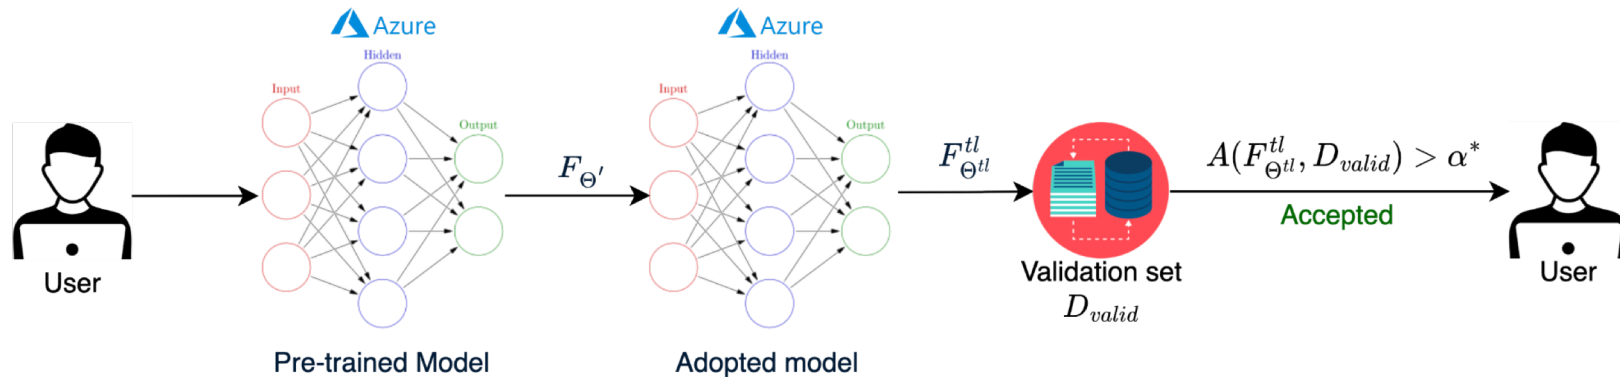 Azure
Hidden
Input
Output
Azure
Hidden
Input
Output
User
Pre-trained Model
F_{Θ'}
Adopted model
F^{tl}_{Θ^{tl}}
Validation set
D_{valid}
A(F^{tl}_{Θ^{tl}}, D_{valid}) > α^*
Accepted
User